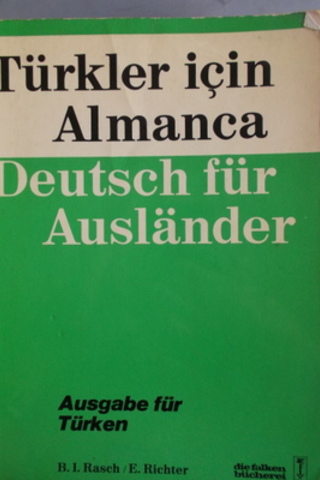 Türkler için
Almanca
Deutsch für
Ausländer
Ausgabe für
Türken
B. I. Rasch/E. Richter
die falken
bücherei